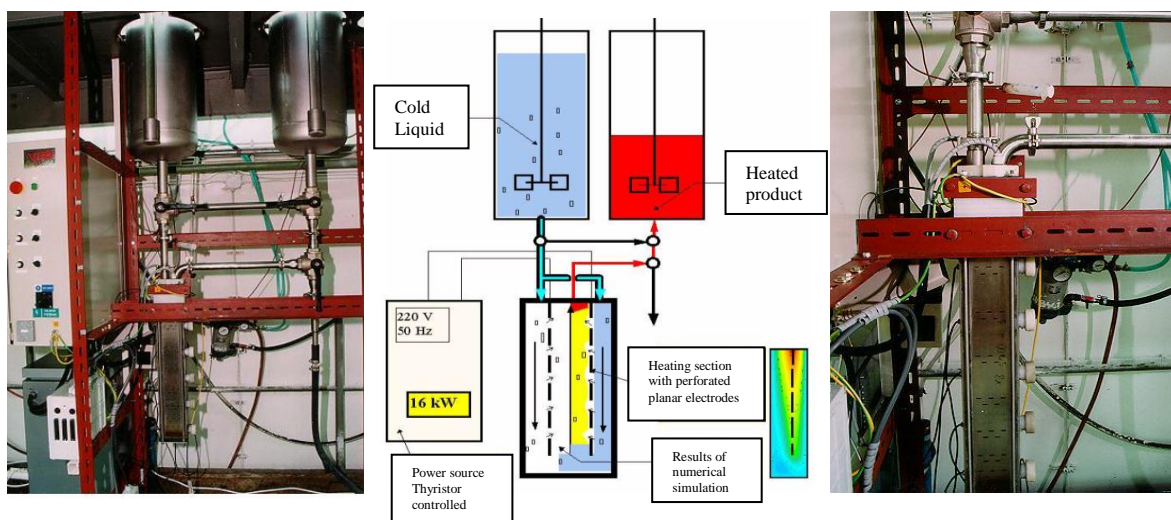 Cold
Liquid
Heated
product
220 V
50 Hz
16 kW
Heating section
with perforated
planar electrodes
Power source
Thyristor
controlled
Results of
numerical
simulation